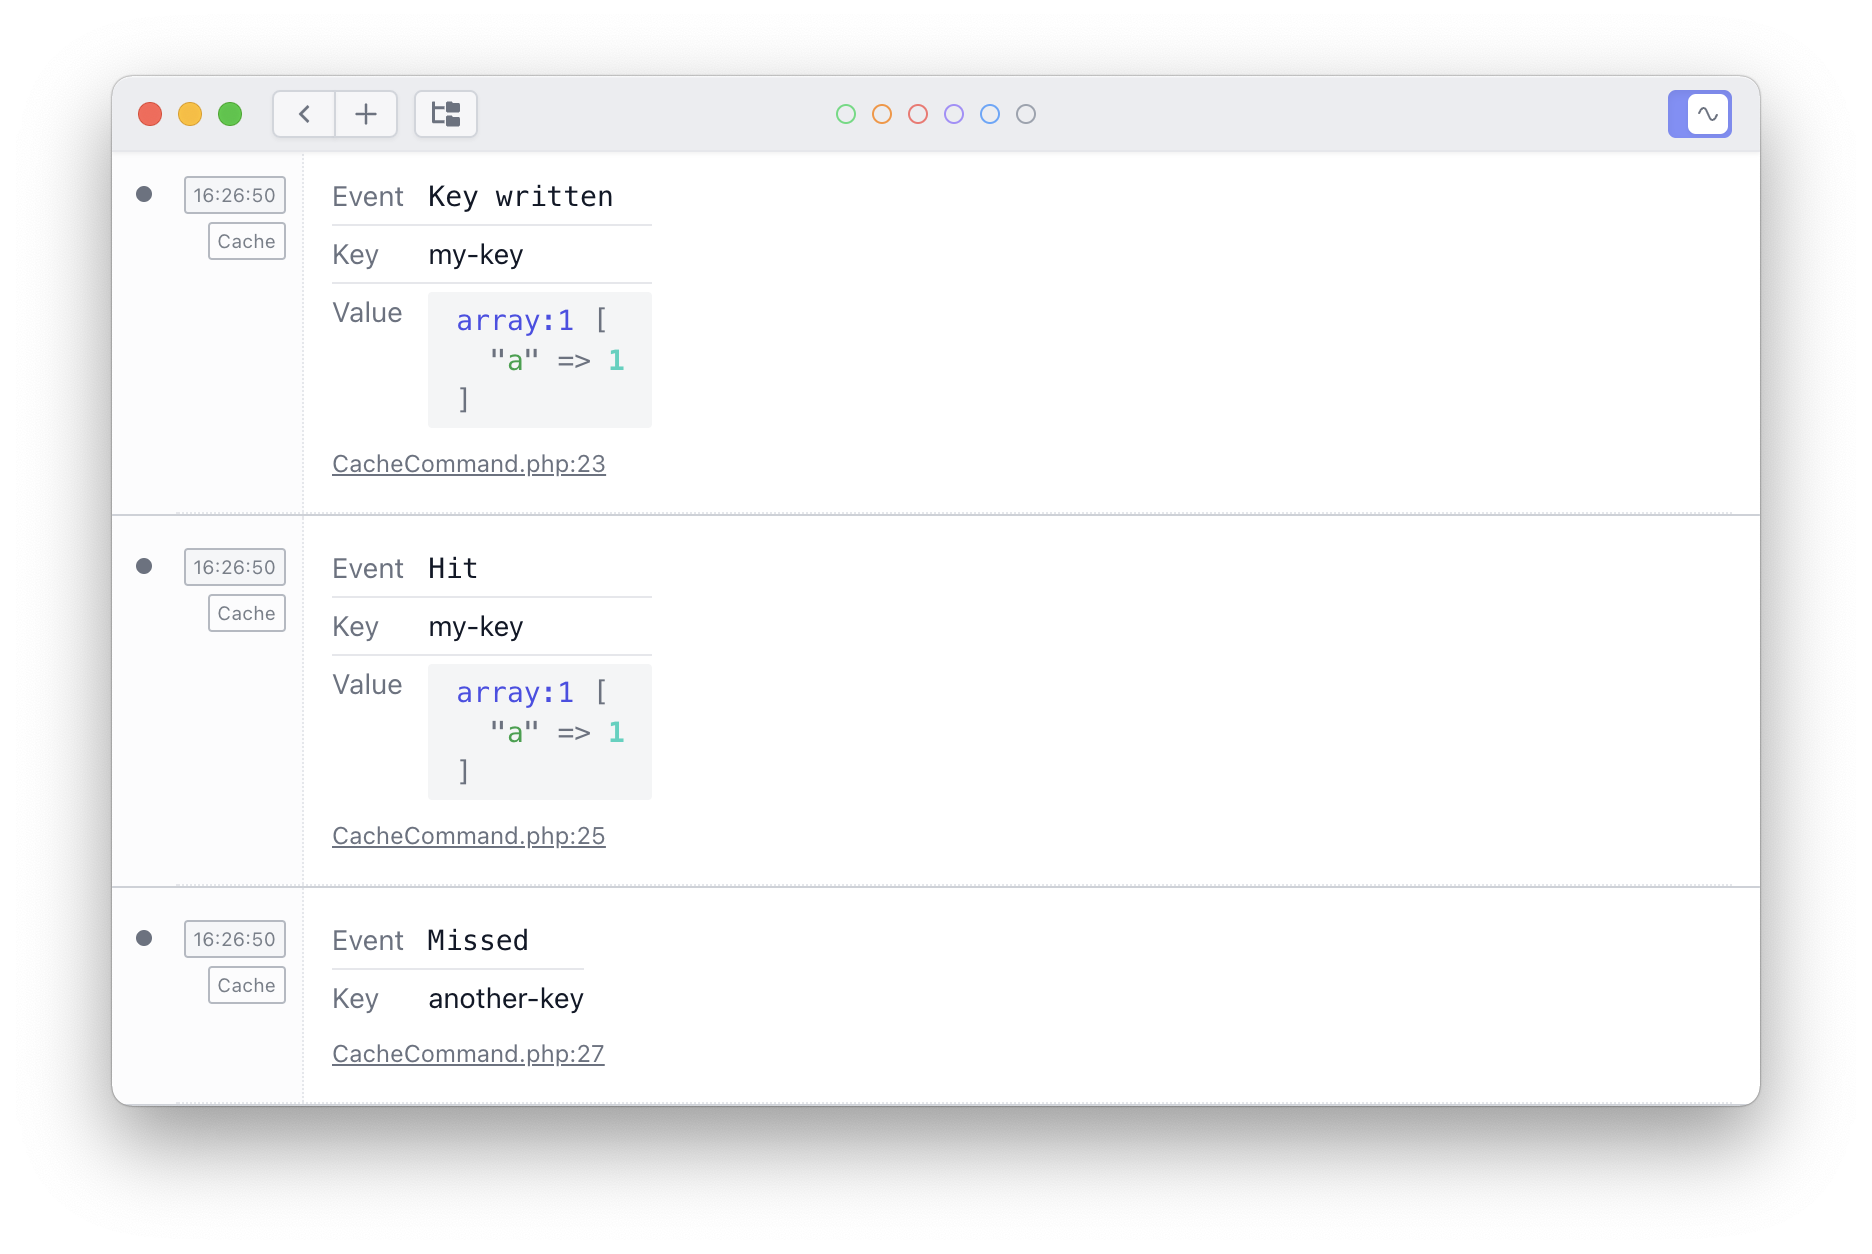 16:26:50
Cache
Event Key written
Key my-key
Value array:1 [
"a" => 1
]
CacheCommand.php:23
16:26:50
Cache
Event Hit
Key my-key
Value array:1 [
"a" => 1
]
CacheCommand.php:25
16:26:50
Cache
Event Missed
Key another-key
CacheCommand.php:27